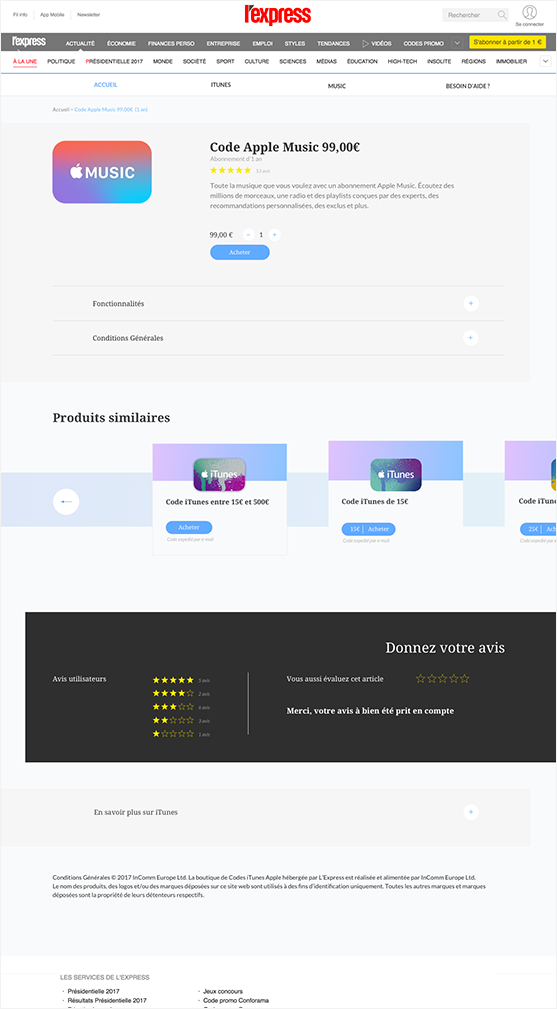 Fil info App Mobile Newsletter
l'express
Rechercher
Se connecter
l'express ACTUALITÉ ÉCONOMIE FINANCES PERSO ENTREPRISE EMPLOI STYLES TENDANCES VIDÉOS CODES PROMO S'abonner à partir de 1 €
À LA UNE POLITIQUE PRÉSIDENTIELLE 2017 MONDE SOCIÉTÉ SPORT CULTURE SCIENCES MÉDIAS ÉDUCATION HIGH-TECH INSOLITE RÉGIONS IMMOBILIER
ACCUEIL ITUNES MUSIC BESOIN D'AIDE ?
Accueil > Code Apple Music 99,00€ (1 an)
MUSIC
Code Apple Music 99,00€
Abonnement d'1 an
53 avis
Toute la musique que vous voulez avec un abonnement Apple Music. Écoutez des
millions de morceaux, une radio et des playlists conçues par des experts, des
recommandations personnalisées, des exclus et plus.
99,00 € − 1 +
Acheter
Fonctionnalités +
Conditions Générales +
Produits similaires
iTunes
Code iTunes entre 15€ et 500€
Acheter
Code expédié par e-mail
iTunes
Code iTunes de 15€
15€ | Acheter
Code expédié par e-mail
Code iTun
25€ | Ach
Code expédié par e
Donnez votre avis
Avis utilisateurs
5 avis
2 avis
6 avis
3 avis
1 avis
Vous aussi évaluez cet article
Merci, votre avis à bien été prit en compte
En savoir plus sur iTunes +
Conditions Générales © 2017 InComm Europe Ltd. La boutique de Codes iTunes Apple hébergée par L'Express est réalisée et alimentée par InComm Europe Ltd.
Le nom des produits, des logos et/ou des marques déposées sur ce site web sont utilisés à des fins d'identification uniquement. Toutes les autres marques et marques
déposées sont la propriété de leurs détenteurs respectifs.
LES SERVICES DE L'EXPRESS
· Présidentielle 2017 · Jeux concours
· Résultats Présidentielle 2017 · Code promo Conforama